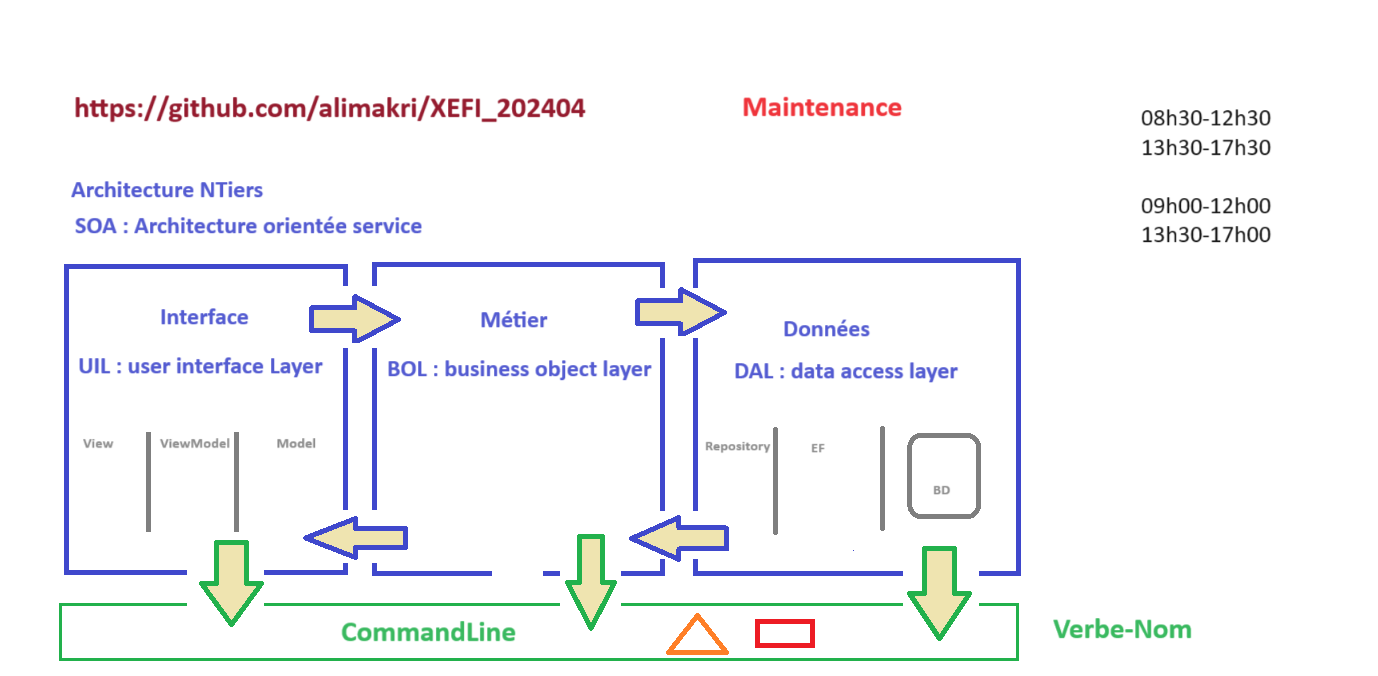 https://github.com/alimakri/XEFI_202404
Maintenance
08h30-12h30
13h30-17h30
09h00-12h00
13h30-17h00
Architecture NTiers
SOA : Architecture orientée service
Interface
UIL : user interface Layer
View
ViewModel
Model
Métier
BOL : business object layer
Données
DAL : data access layer
Repository
EF
BD
CommandLine
Verbe-Nom